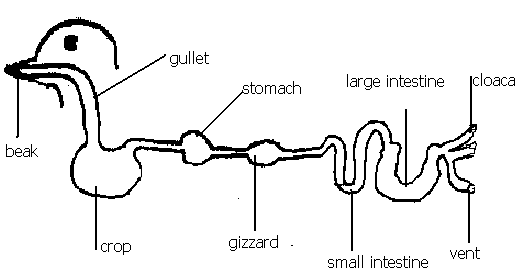 gullet
large intestine
cloaca
stomach
beak
crop
gizzard
small intestine
vent